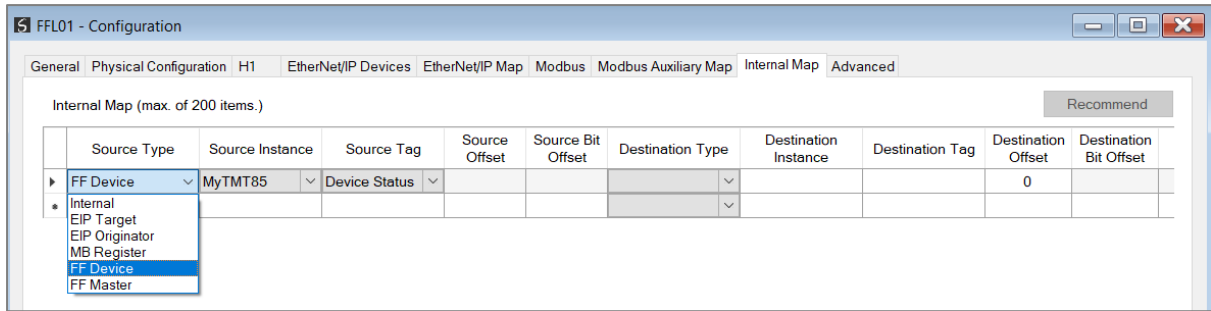 FFL01 - Configuration
General Physical Configuration H1 EtherNet/IP Devices EtherNet/IP Map Modbus Modbus Auxiliary Map Internal Map Advanced
Internal Map (max. of 200 items.) Recommend
Source Type Source Instance Source Tag Source Offset Source Bit Offset Destination Type Destination Instance Destination Tag Destination Offset Destination Bit Offset
FF Device MyTMT85 Device Status 0
Internal
EIP Target
EIP Originator
MB Register
FF Device
FF Master